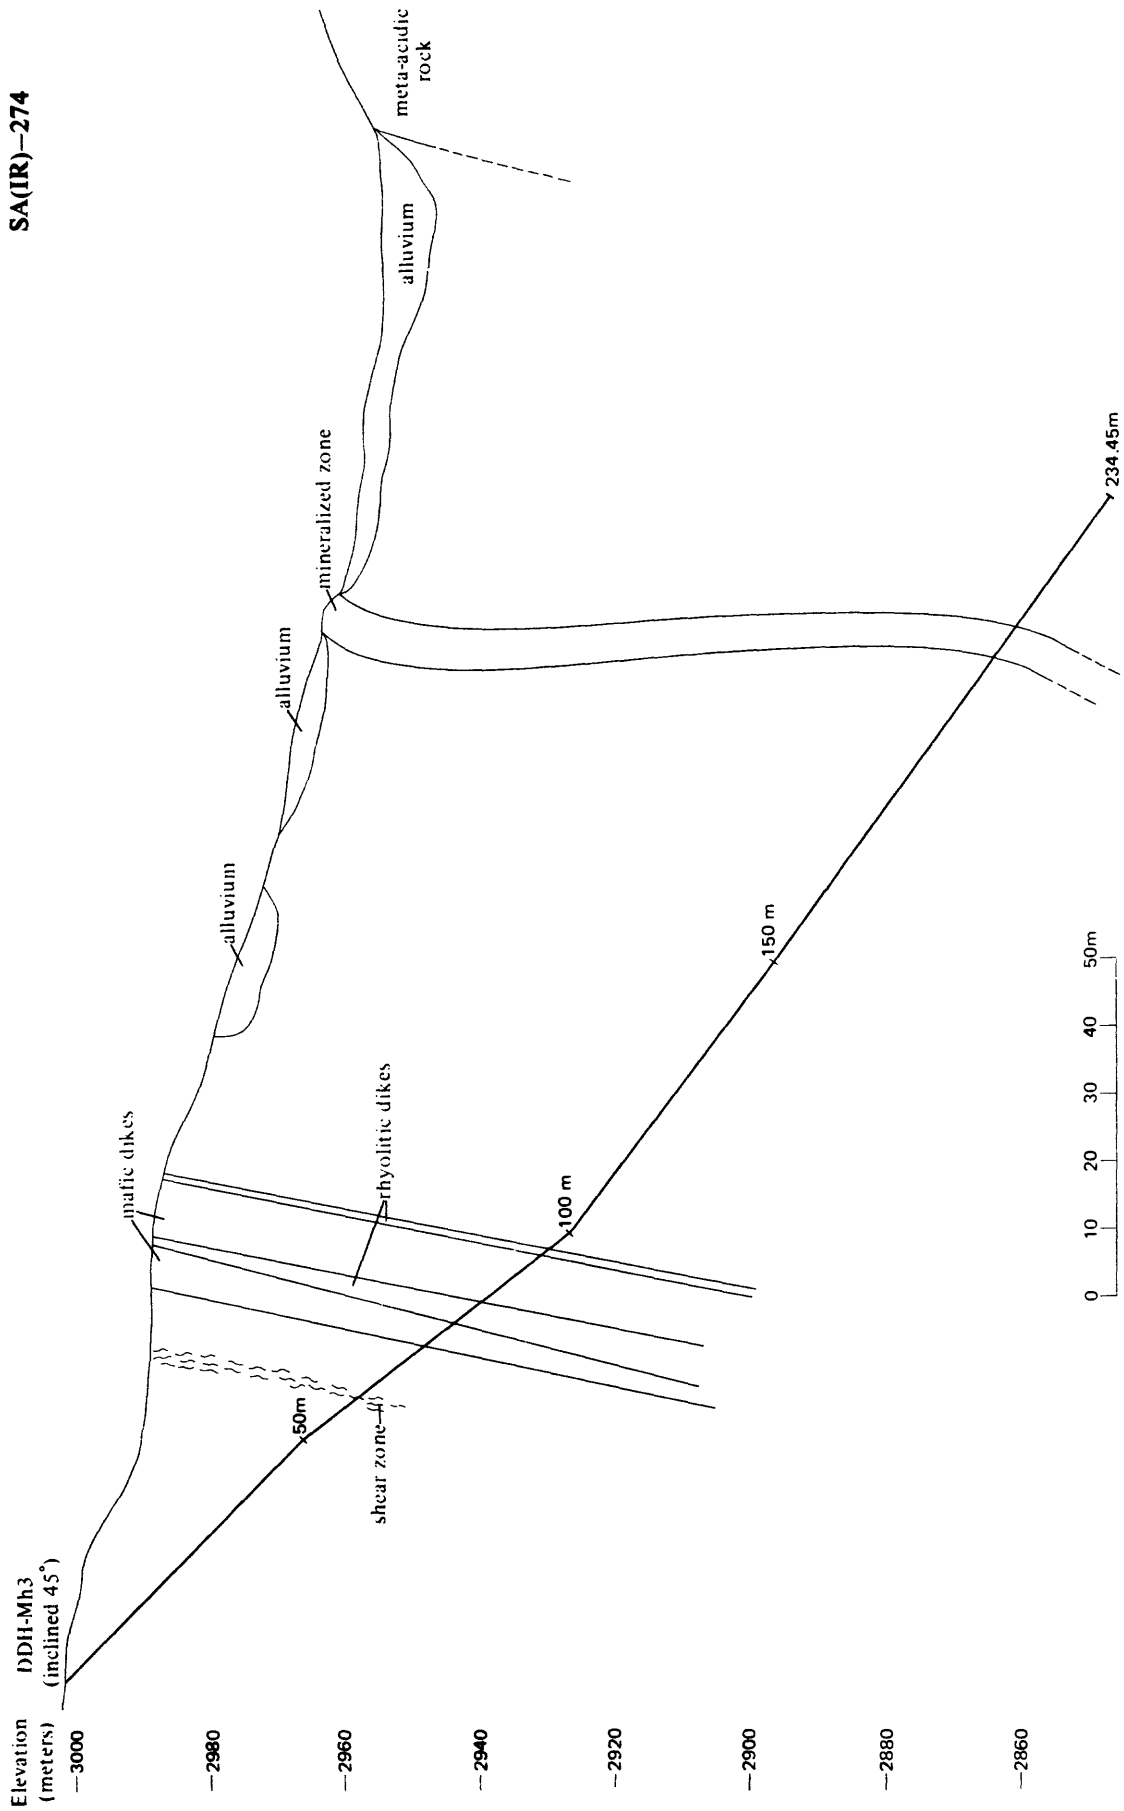 SA(IR)—274
Elevation
(meters)
DDH-Mh3
(inclined 45°)
—3000
—2980
—2960
—2940
—2920
—2900
—2880
—2860
mafic dikes
alluvium
alluvium
mineralized zone
alluvium
meta-acidic
rock
shear zone
rhyolitic dikes
50m
100 m
150 m
234.45m
0 10 20 30 40 50m